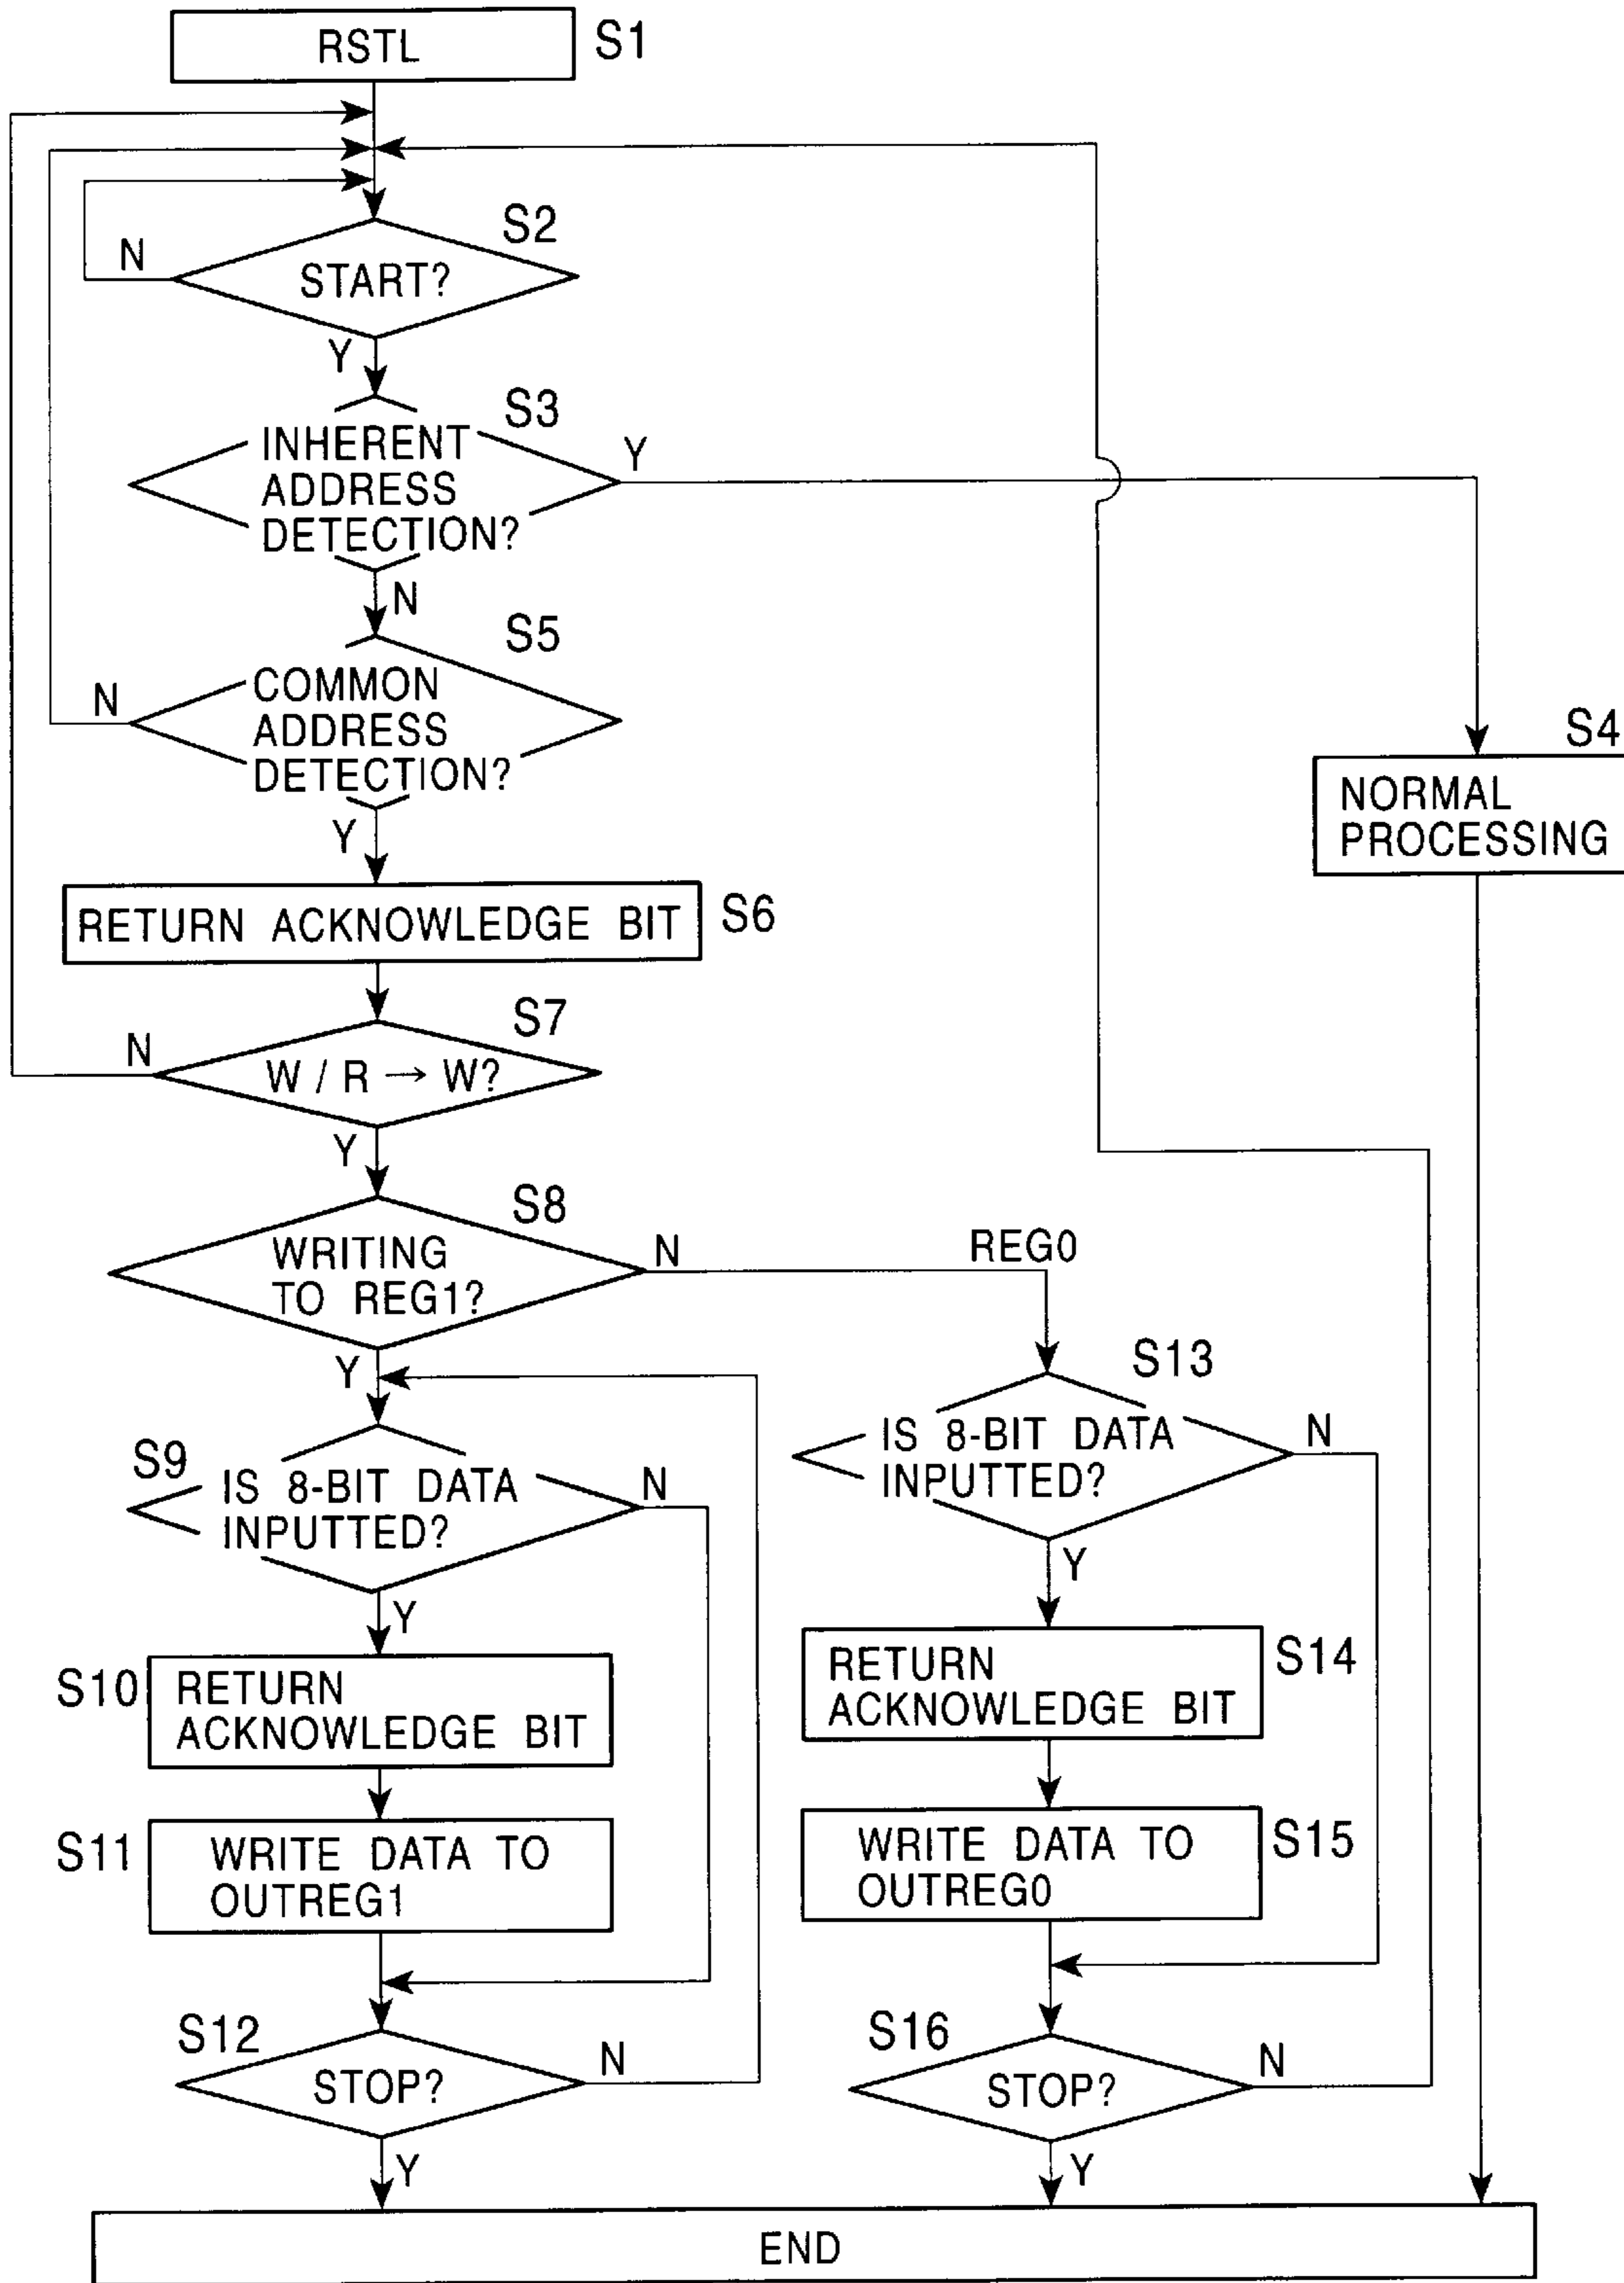 RSTL
S1
S2
N
START?
Y
S3
INHERENT
ADDRESS
DETECTION?
Y
N
S5
COMMON
ADDRESS
DETECTION?
N
Y
S4
NORMAL
PROCESSING
RETURN ACKNOWLEDGE BIT
S6
S7
N
W / R → W?
Y
S8
WRITING
TO REG1?
N
REG0
Y
S13
IS 8-BIT DATA
INPUTTED?
N
S9
IS 8-BIT DATA
INPUTTED?
N
Y
Y
S10
RETURN
ACKNOWLEDGE BIT
RETURN
ACKNOWLEDGE BIT
S14
S11
WRITE DATA TO
OUTREG1
WRITE DATA TO
OUTREG0
S15
S12
STOP?
N
S16
STOP?
N
Y
Y
END